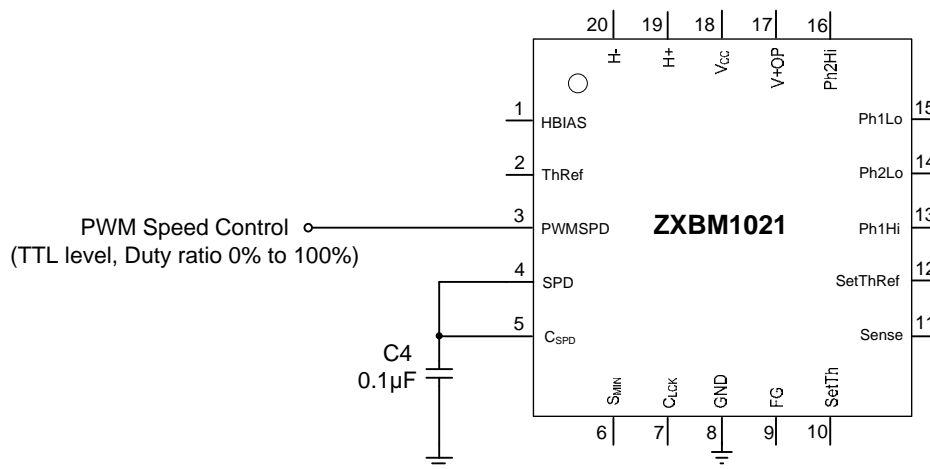 20 19 18 17 16
H- H+ VCC V+OP Ph2Hi
1 HBIAS
Ph1Lo 15
2 ThRef
Ph2Lo 14
PWM Speed Control 3 PWMSPD
ZXBM1021
Ph1Hi 13
(TTL level, Duty ratio 0% to 100%)
4 SPD
SetThRef 12
5 CSPD
Sense 11
C4
0.1µF
SMIN CLCK GND FG SetTh
6 7 8 9 10